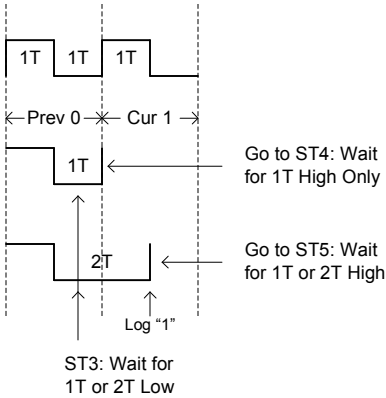 1T 1T 1T
Prev 0 Cur 1
1T
Go to ST4: Wait
for 1T High Only
2T
Go to ST5: Wait
for 1T or 2T High
Log “1”
ST3: Wait for
1T or 2T Low